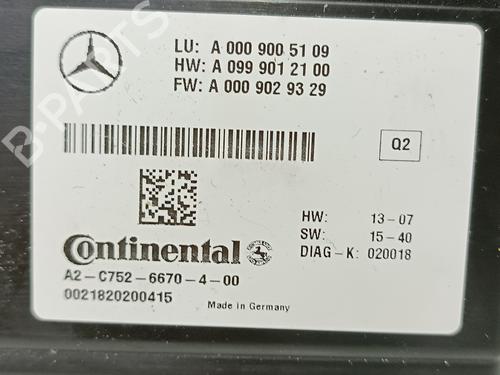 LU: A 000 900 51 09
HW: A 099 901 21 00
FW: A 000 902 93 29
Q2
HW: 13-07
SW: 15-40
DIAG-K: 020018
Continental
A2-C752-6670-4-00
0021820200415
Made in Germany
B-PARTS